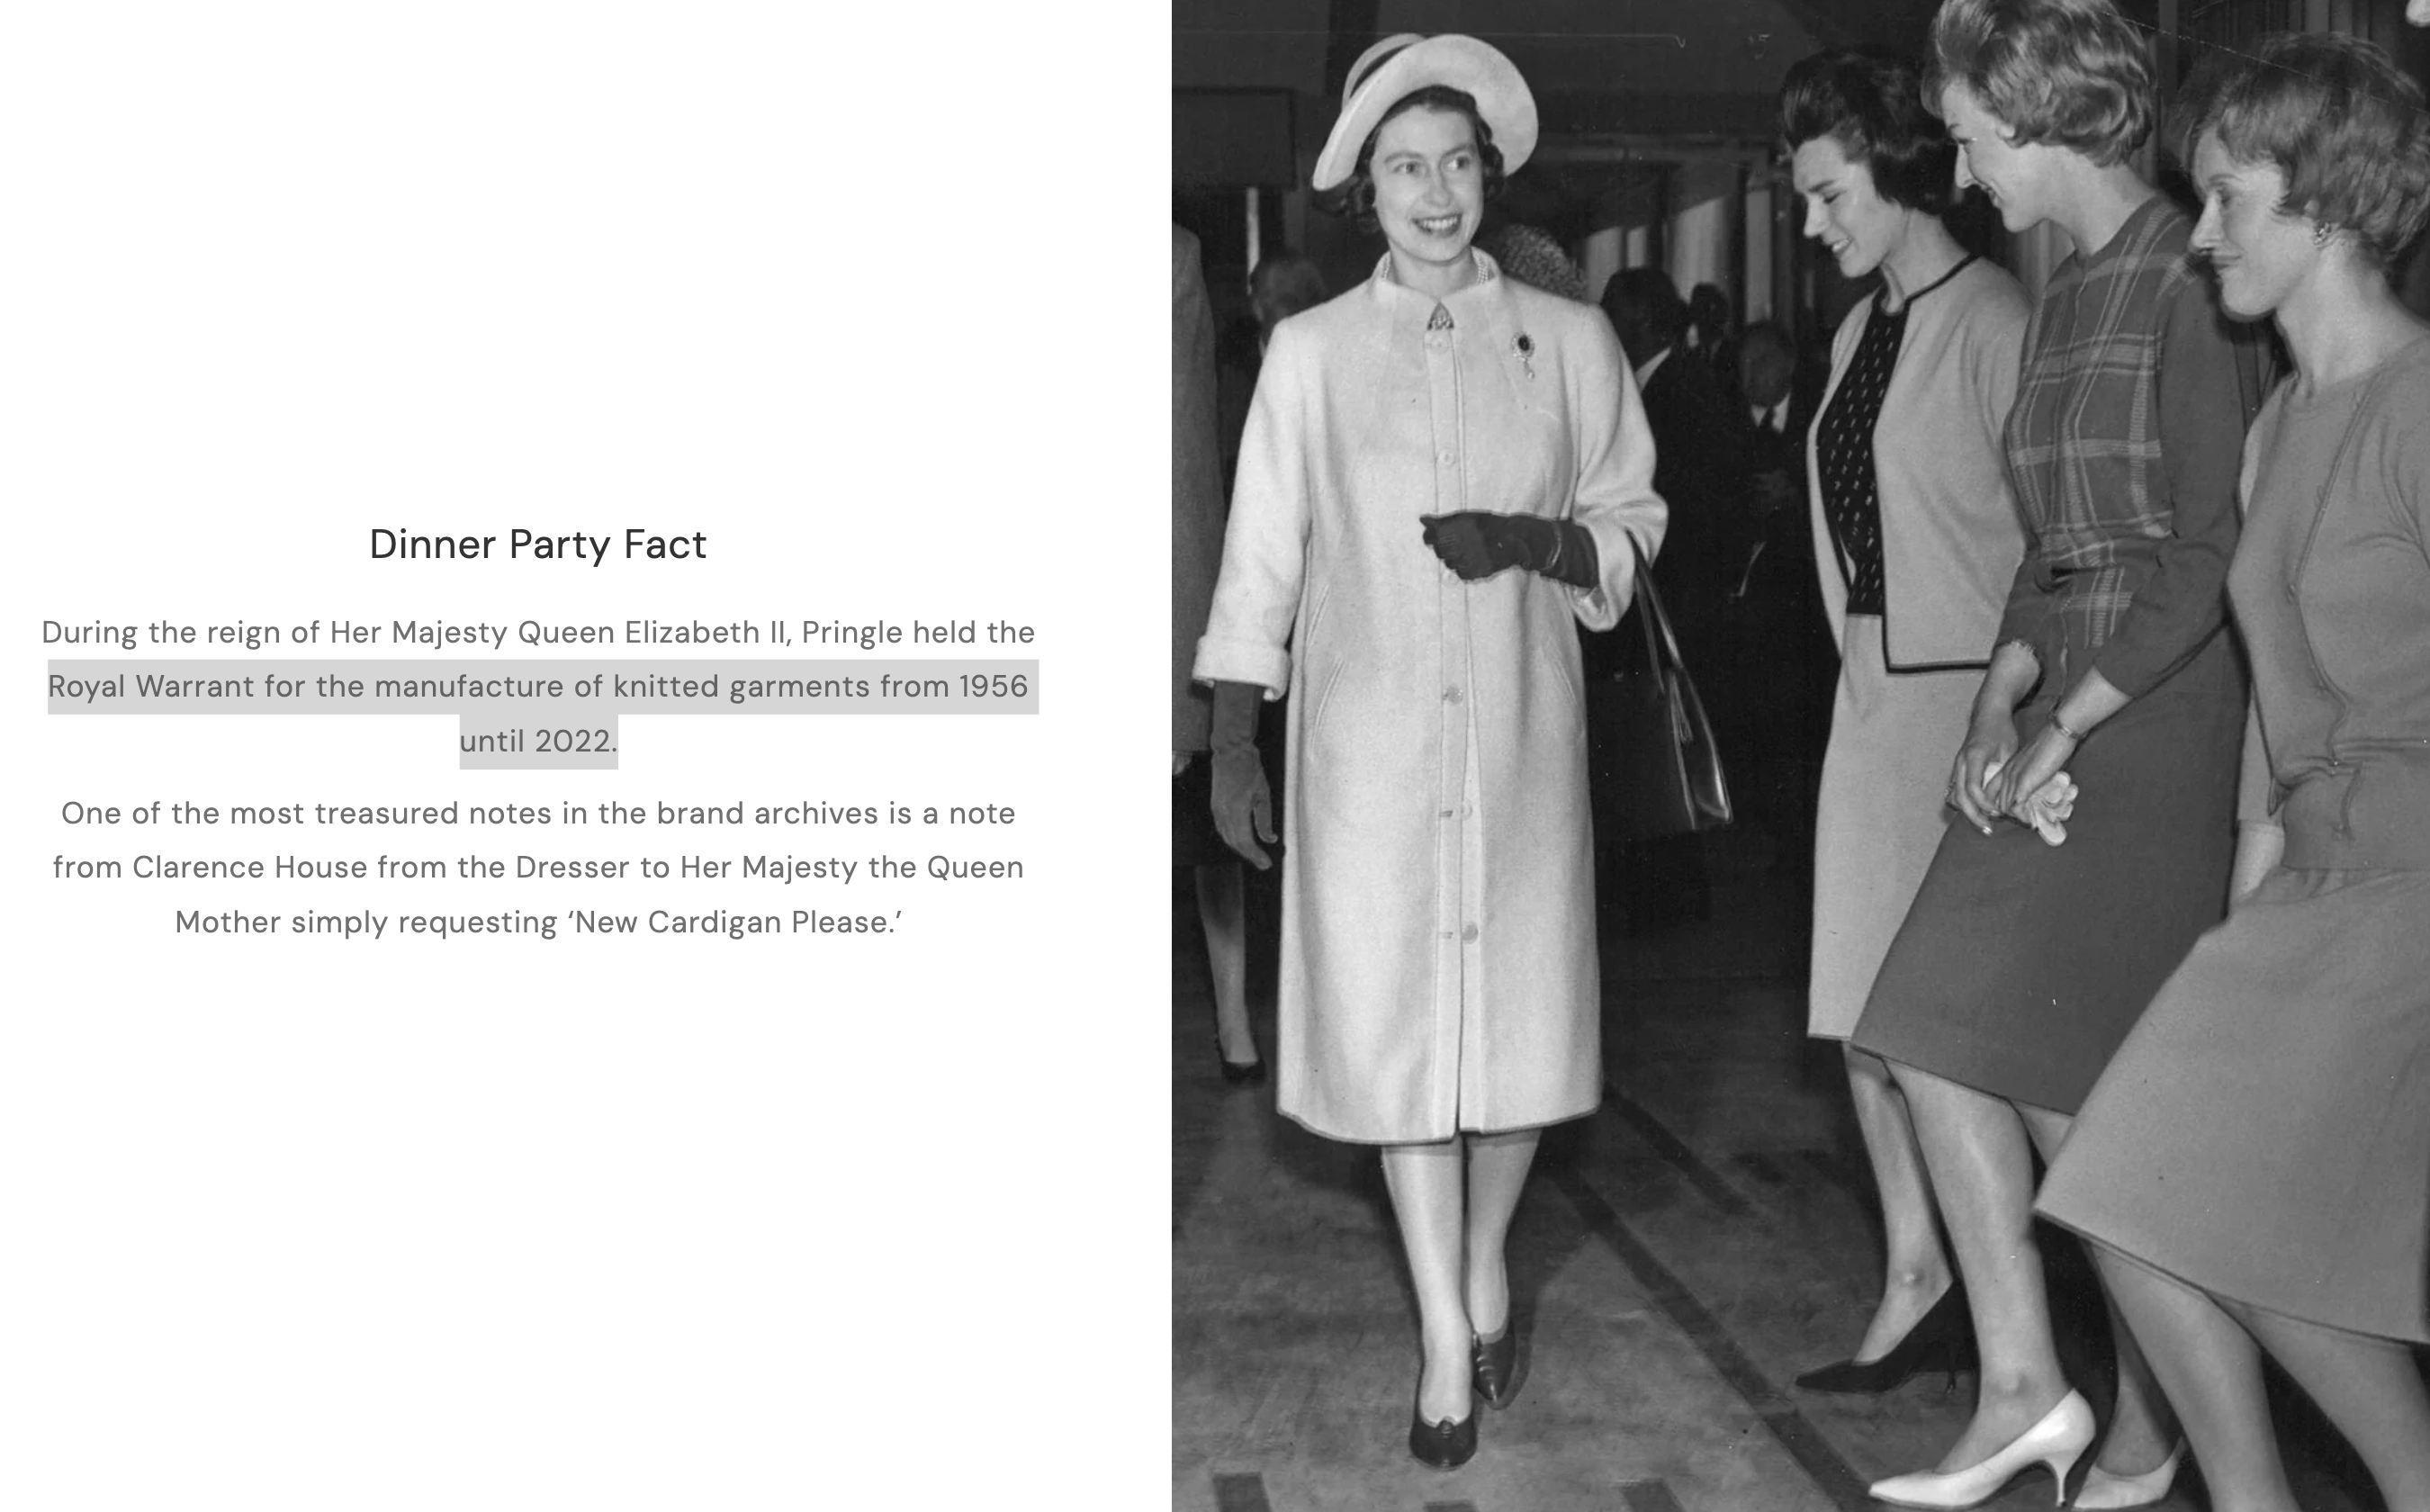 Dinner Party Fact
During the reign of Her Majesty Queen Elizabeth II, Pringle held the
Royal Warrant for the manufacture of knitted garments from 1956
until 2022.
One of the most treasured notes in the brand archives is a note
from Clarence House from the Dresser to Her Majesty the Queen
Mother simply requesting ‘New Cardigan Please.’